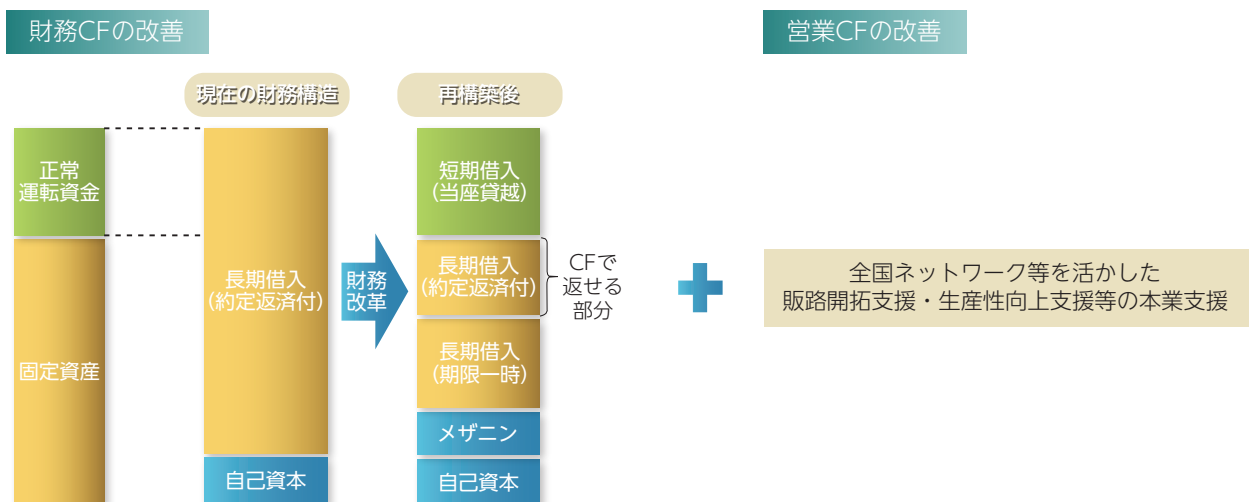 財務CFの改善
営業CFの改善
現在の財務構造
再構築後
正常
運転資金
固定資産
長期借入
(約定返済付)
自己資本
財務
改革
短期借入
(当座貸越)
長期借入
(約定返済付)
長期借入
(期限一時)
メザニン
自己資本
CFで
返せる
部分
全国ネットワーク等を活かした
販路開拓支援・生産性向上支援等の本業支援